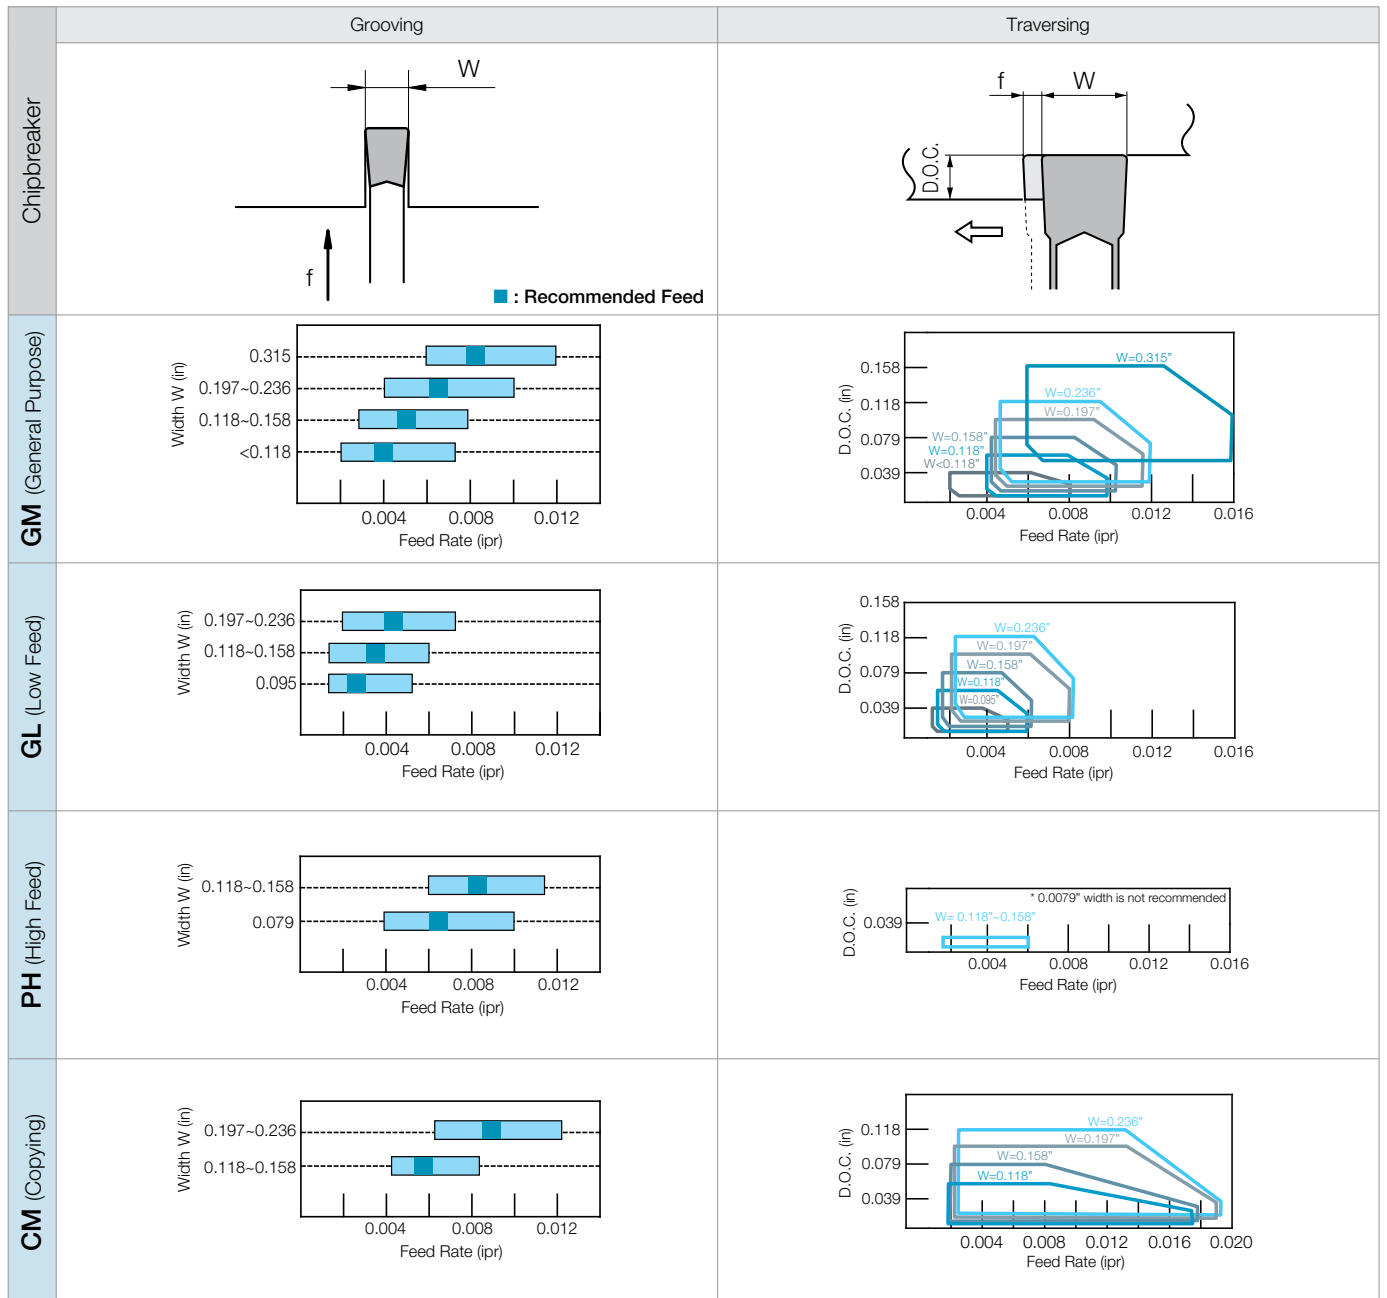 Grooving
Traversing
Chipbreaker
W
f
: Recommended Feed
f
W
D.O.C.
GM (General Purpose)
Width W (in)
0.315
0.197~0.236
0.118~0.158
<0.118
0.004
0.008
0.012
Feed Rate (ipr)
D.O.C. (in)
0.158
0.118
0.079
0.039
W=0.315"
W=0.236"
W=0.197"
W=0.158"
W=0.118"
W<0.118"
0.004
0.008
0.012
0.016
Feed Rate (ipr)
GL (Low Feed)
Width W (in)
0.197~0.236
0.118~0.158
0.095
0.004
0.008
0.012
Feed Rate (ipr)
D.O.C. (in)
0.158
0.118
0.079
0.039
W=0.236"
W=0.197"
W=0.158"
W=0.118"
W=0.095"
0.004
0.008
0.012
0.016
Feed Rate (ipr)
PH (High Feed)
Width W (in)
0.118~0.158
0.079
0.004
0.008
0.012
Feed Rate (ipr)
D.O.C. (in)
0.039
* 0.0079" width is not recommended
W= 0.118"~0.158"
0.004
0.008
0.012
0.016
Feed Rate (ipr)
CM (Copying)
Width W (in)
0.197~0.236
0.118~0.158
0.004
0.008
0.012
Feed Rate (ipr)
D.O.C. (in)
0.118
0.079
0.039
W=0.236"
W=0.197"
W=0.158"
W=0.118"
0.004
0.008
0.012
0.016
0.020
Feed Rate (ipr)